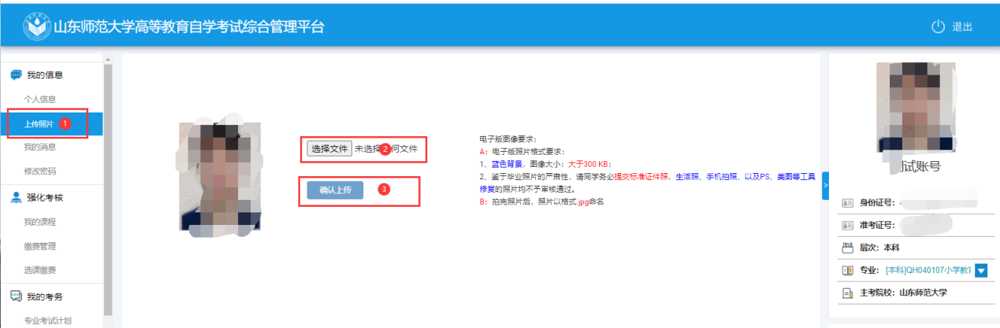 山东师范大学高等教育自学考试综合管理平台
退出
我的信息
个人信息
上传照片 1
我的消息
修改密码
强化考核
我的课程
缴费管理
选课缴费
我的考务
专业考试计划
选择文件 未选择 2 何文件
确认上传 3
电子版图像要求：
A：电子版照片格式要求：
1、蓝色背景，图像大小：大于300 KB；
2、鉴于毕业照片的严肃性，请同学务必提交标准证件照，生活照、手机拍照、以及PS、美图等工具
修复的照片均不予审核通过。
B：拍完照片后，照片以格式.jpg命名
>
试账号
身份证号：
准考证号：
层次：本科
专业：[本科]QH040107小学教育
主考院校：山东师范大学